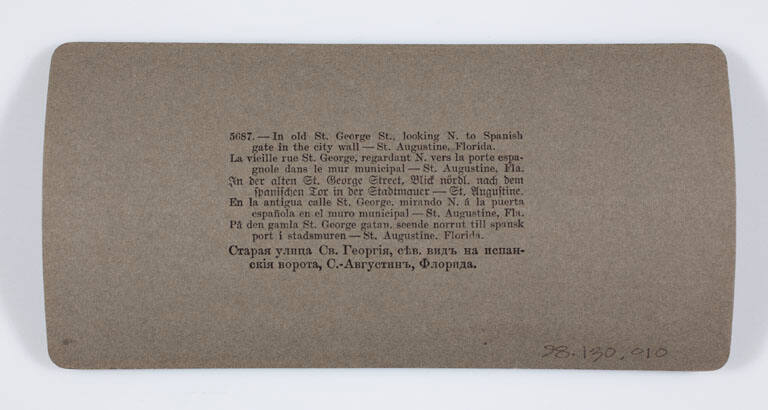 5687. — In old St. George St., looking N. to Spanish
gate in the city wall — St. Augustine, Florida.
La vieille rue St. George, regardant N. vers la porte espa-
gnole dans le mur municipal — St. Augustine, Fla.
In der alten St. George Street, Blick nördl. nach dem
spanischen Tor in der Stadtmauer — St. Augustine.
En la antigua calle St. George, mirando N. á la puerta
española en el muro municipal — St. Augustine, Fla.
På den gamla St. George gatan, seende norrut till spansk
port i stadsmuren — St. Augustine, Florida.
Старая улица Св. Георгія, сѣв. видъ на испан-
скія ворота, С.-Августинъ, Флорида.
98.130.010